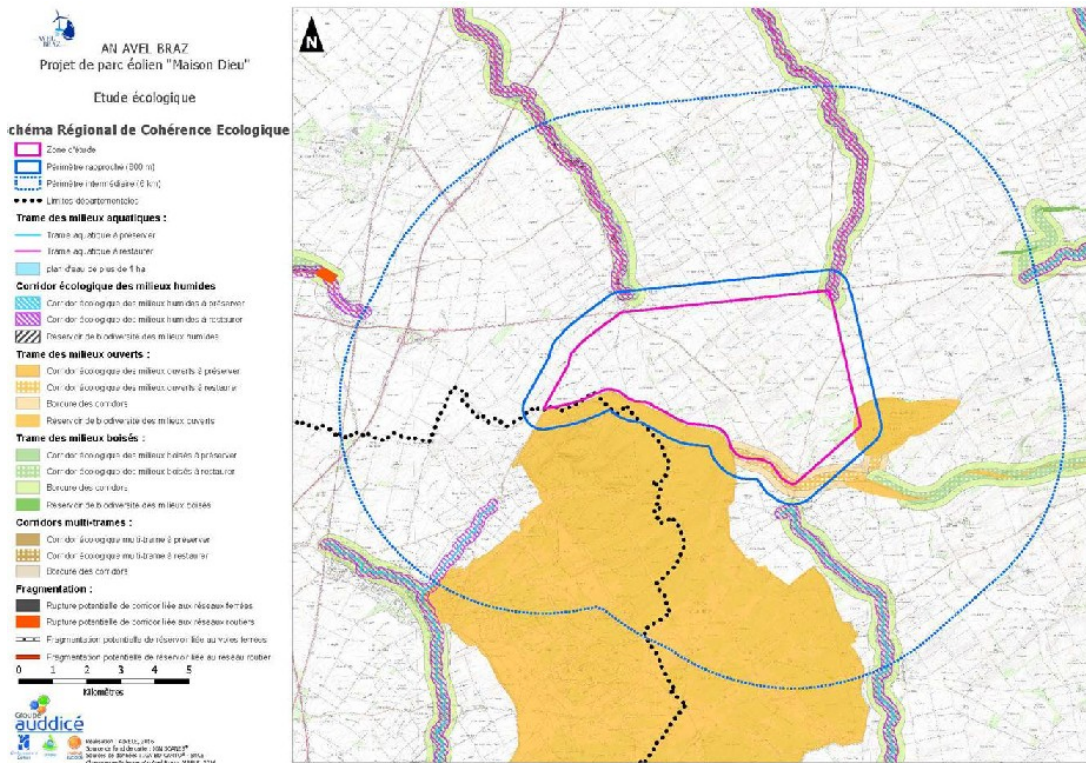 AVEL
BRAZ
AN AVEL BRAZ
Projet de parc éolien "Maison Dieu"
Etude écologique
chéma Régional de Cohérence Ecologique
Zone d'étude
Périmètre rapproché (600 m)
Périmètre intermédiaire (6 km)
Limites départementales
Trame des milieux aquatiques :
Trame aquatique à préserver
Trame aquatique à restaurer
plan d'eau de plus de 1 ha
Corridor écologique des milieux humides
Corridor écologique des milieux humides à préserver
Corridor écologique des milieux humides à restaurer
Réservoir de biodiversité des milieux humides
Trame des milieux ouverts :
Corridor écologique des milieux ouverts à préserver
Corridor écologique des milieux ouverts à restaurer
Bordure des corridors
Réservoir de biodiversité des milieux ouverts
Trame des milieux boisés :
Corridor écologique des milieux boisés à préserver
Corridor écologique des milieux boisés à restaurer
Bordure des corridors
Réservoir de biodiversité des milieux boisés
Corridors multi-trames :
Corridor écologique multi-trame à préserver
Corridor écologique multi-trame à restaurer
Bordure des corridors
Fragmentation :
Rupture potentielle de corridor liée aux réseaux ferrées
Rupture potentielle de corridor liée aux réseaux routiers
Fragmentation potentielle de réservoir liée au voies ferrées
Fragmentation potentielle de réservoir liée au réseau routier
0 1 2 3 4 5
Kilomètres
Groupe
auddicé
N